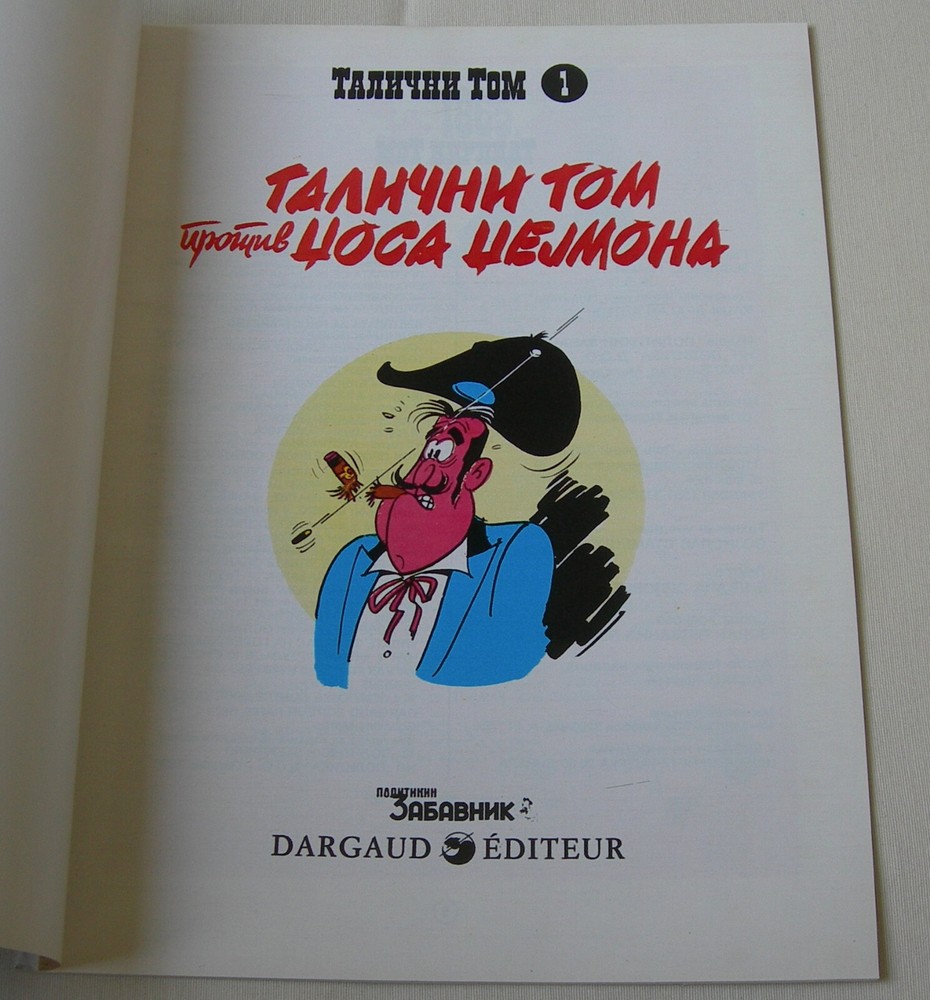 ТАЛИЧНИ ТОМ 1
ТАЛИЧНИ ТОМ
против ЏОСА ЏЕЈМОНА
ПОЛИТИКИН
ЗАБАВНИК
DARGAUD ÉDITEUR